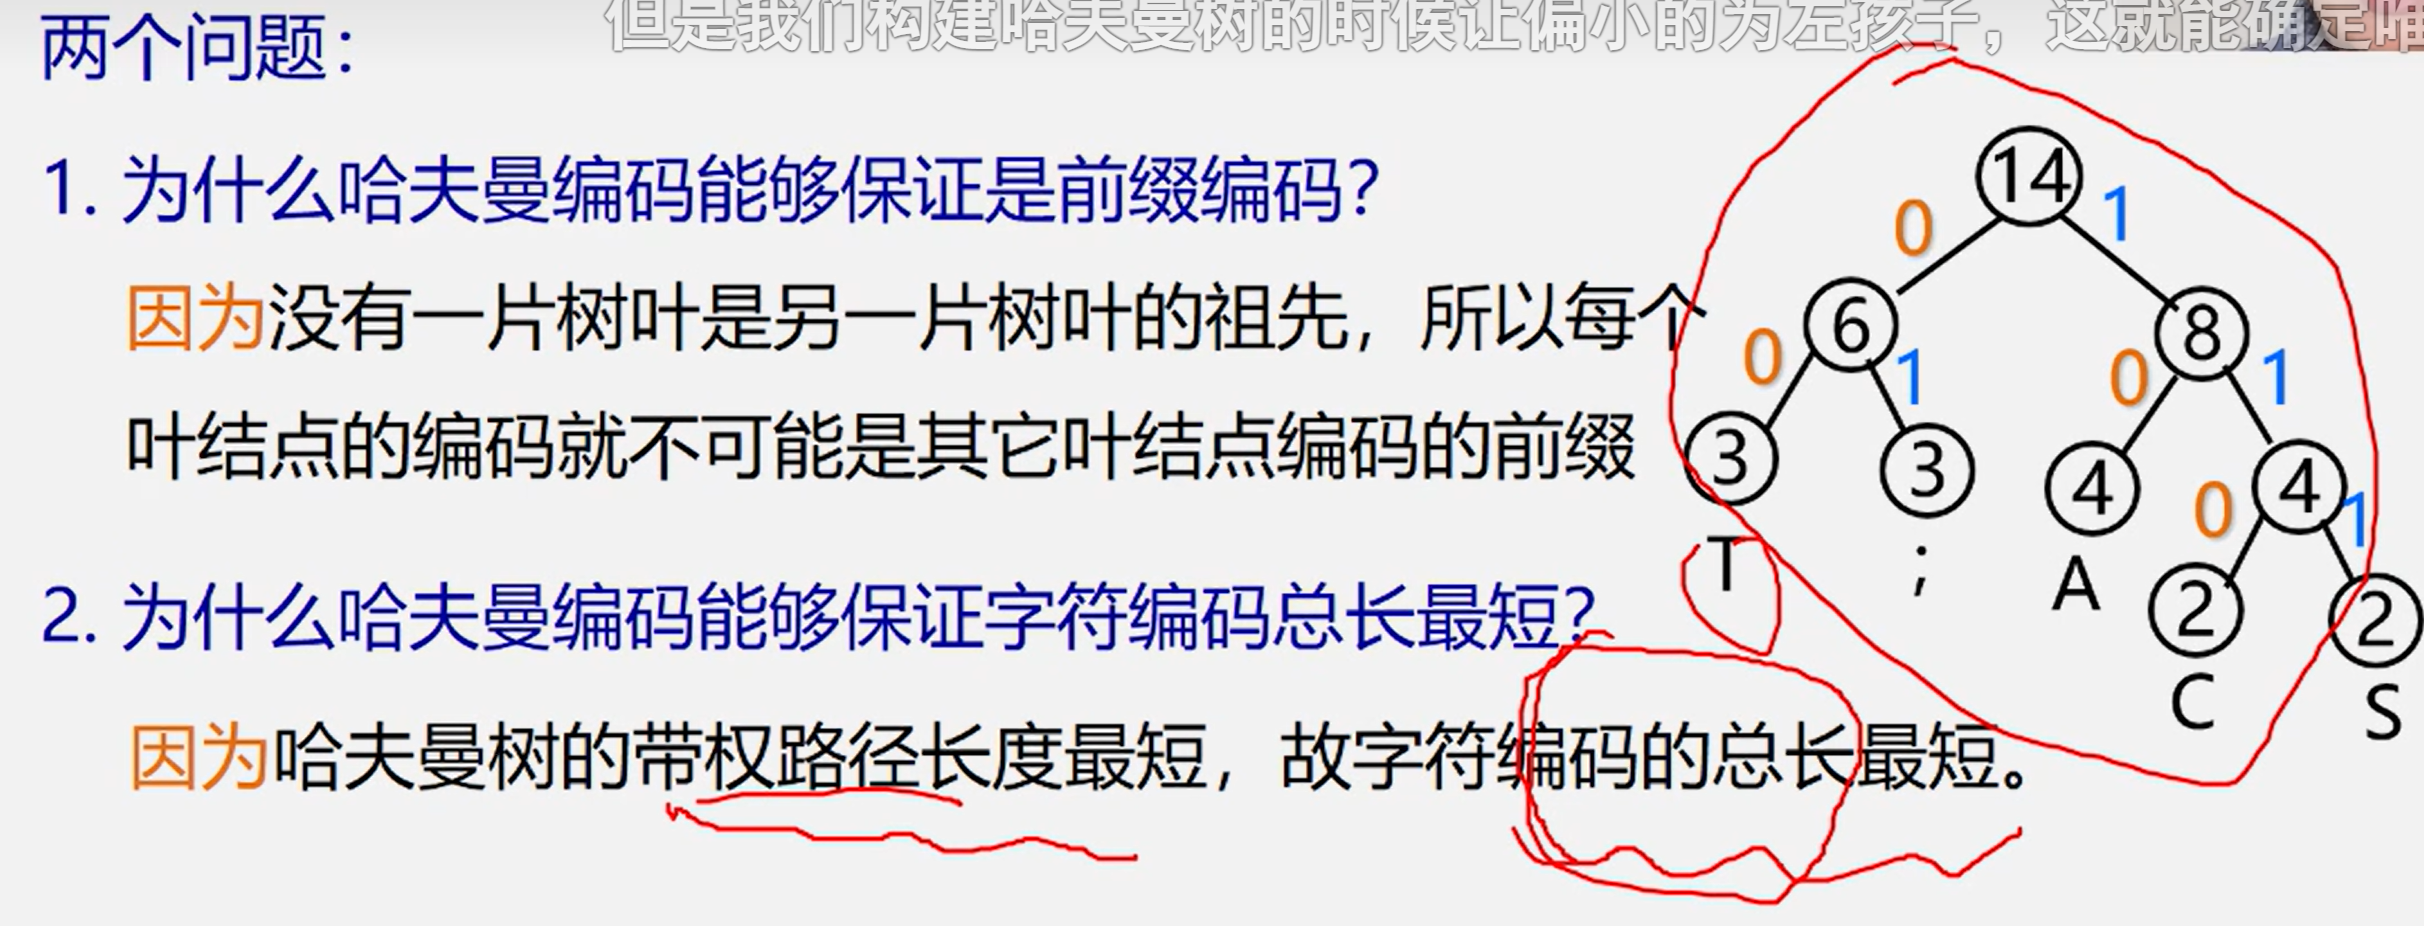 但是我们构建哈夫曼树的时候让偏小的为左孩子，这就能确定唯
两个问题：
1. 为什么哈夫曼编码能够保证是前缀编码？
因为没有一片树叶是另一片树叶的祖先，所以每个
叶结点的编码就不可能是其它叶结点编码的前缀
2. 为什么哈夫曼编码能够保证字符编码总长最短？
因为哈夫曼树的带权路径长度最短，故字符编码的总长最短。
14
0 1
6 8
0 1 0 1
3 3 4 4
0 1
T ; A 2 2
C S